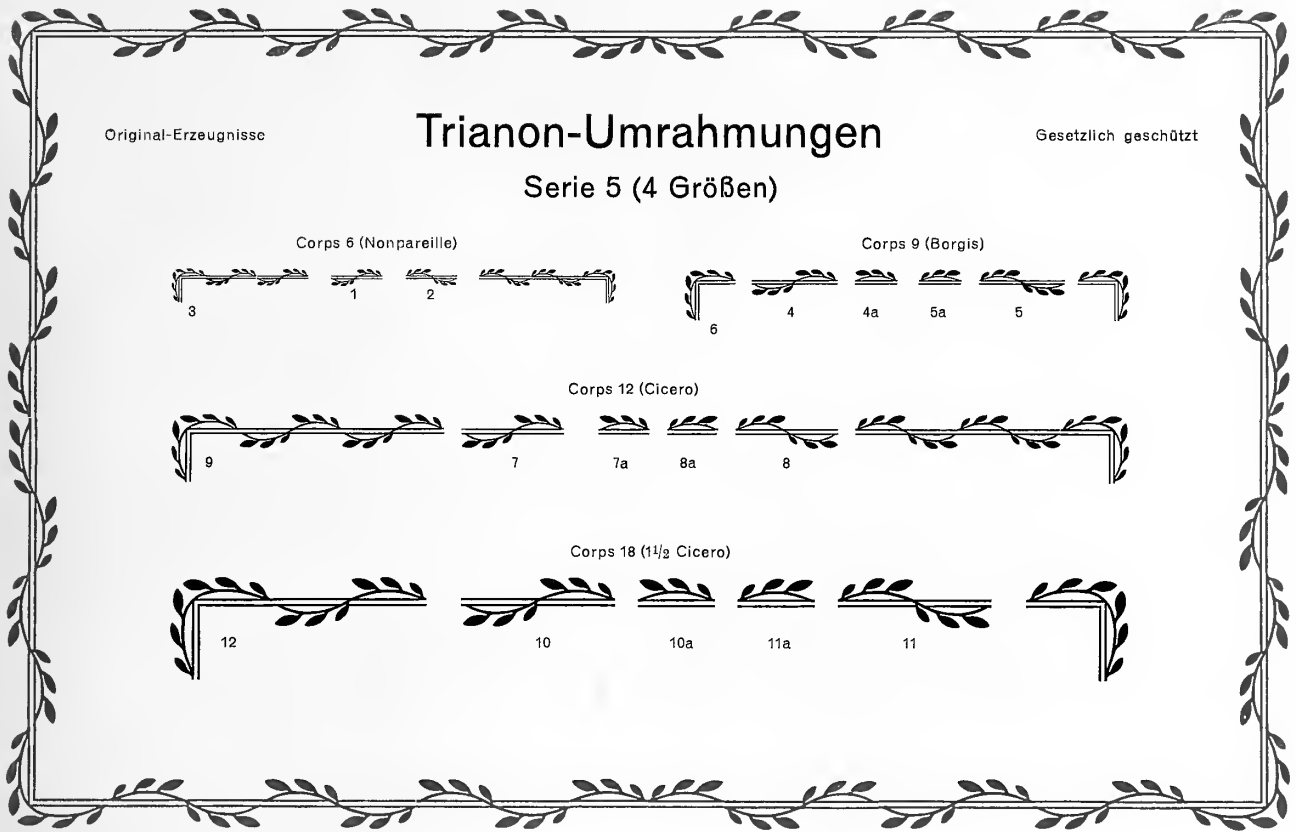 Original-Erzeugnisse
Trianon-Umrahmungen
Gesetzlich geschützt
Serie 5 (4 Größen)
Corps 6 (Nonpareille)
3 1 2
Corps 9 (Borgis)
6 4 4a 5a 5
Corps 12 (Cicero)
9 7 7a 8a 8
Corps 18 (1 1/2 Cicero)
12 10 10a 11a 11